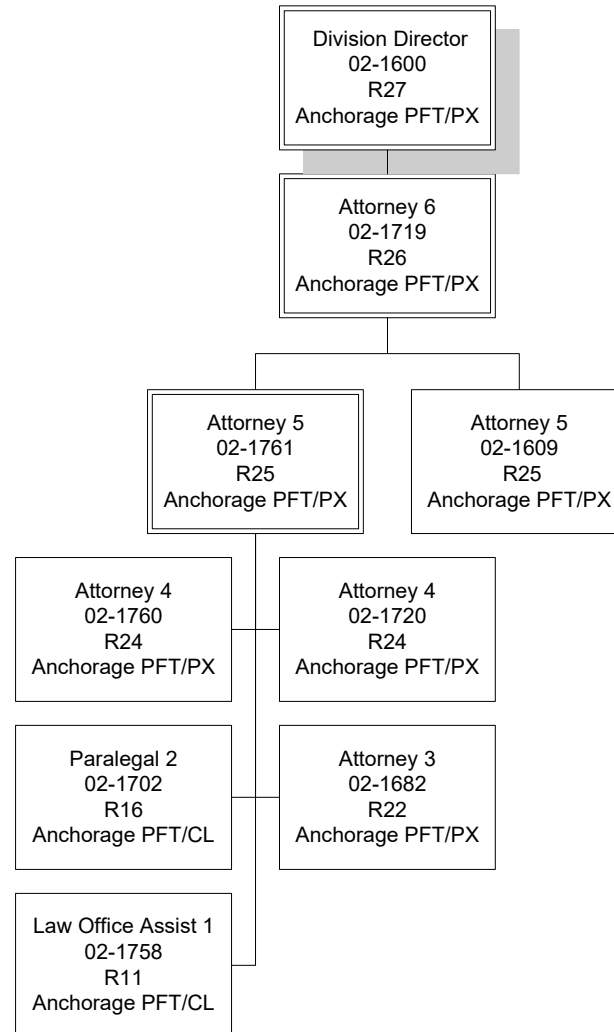 Division Director
02-1600
R27
Anchorage PFT/PX
Attorney 6
02-1719
R26
Anchorage PFT/PX
Attorney 5
02-1761
R25
Anchorage PFT/PX
Attorney 5
02-1609
R25
Anchorage PFT/PX
Attorney 4
02-1760
R24
Anchorage PFT/PX
Attorney 4
02-1720
R24
Anchorage PFT/PX
Paralegal 2
02-1702
R16
Anchorage PFT/CL
Attorney 3
02-1682
R22
Anchorage PFT/PX
Law Office Assist 1
02-1758
R11
Anchorage PFT/CL